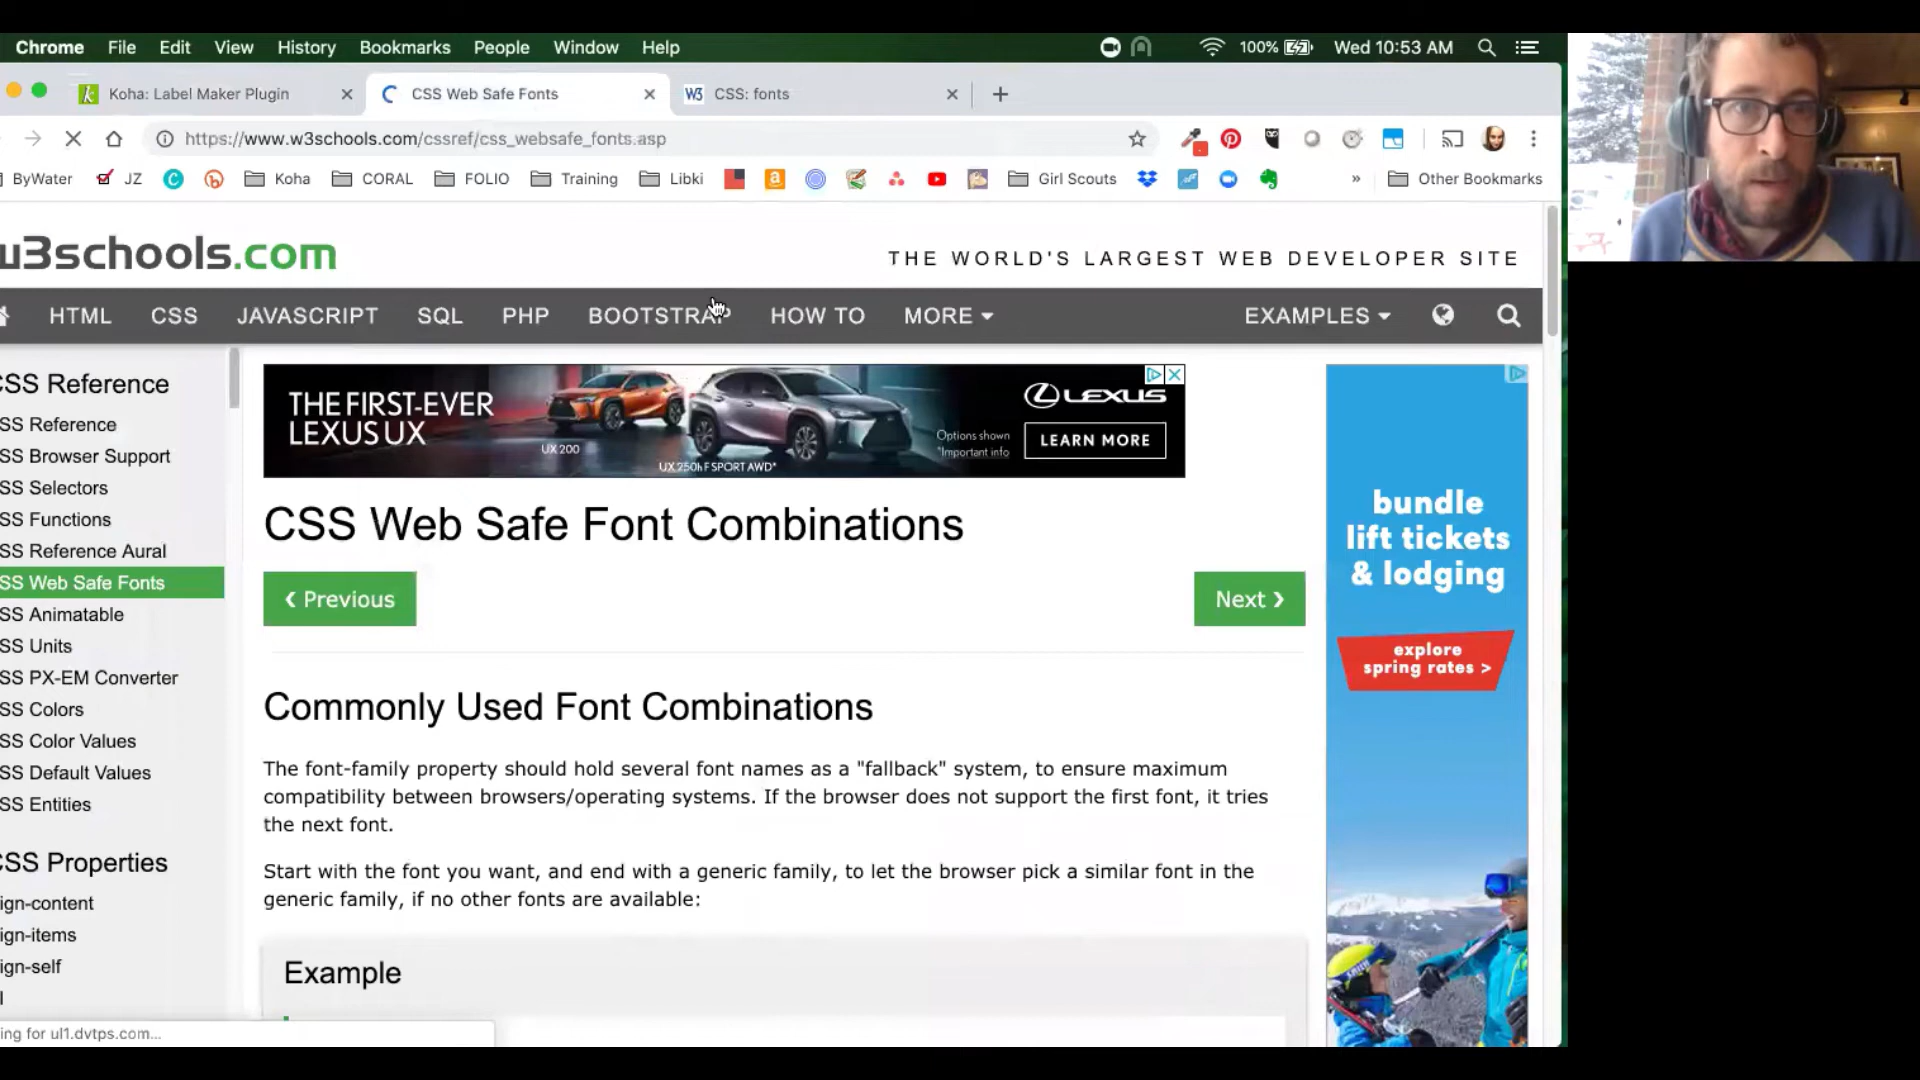 Chrome File Edit View History Bookmarks People Window Help 100% Wed 10:53 AM
Koha: Label Maker Plugin CSS Web Safe Fonts W3 CSS: fonts
https://www.w3schools.com/cssref/css_websafe_fonts.asp
ByWater JZ Koha CORAL FOLIO Training Libki Girl Scouts » Other Bookmarks
w3schools.com
THE WORLD'S LARGEST WEB DEVELOPER SITE
HTML CSS JAVASCRIPT SQL PHP BOOTSTRAP HOW TO MORE EXAMPLES
CSS Reference
SS Reference
SS Browser Support
SS Selectors
SS Functions
SS Reference Aural
SS Web Safe Fonts
SS Animatable
SS Units
SS PX-EM Converter
SS Colors
SS Color Values
SS Default Values
SS Entities
CSS Properties
ign-content
ign-items
ign-self
l
ing for ul1.dvtps.com...
THE FIRST-EVER
LEXUS UX
UX 200
UX 250h F SPORT AWD*
Options shown
*Important info
LEXUS
LEARN MORE
CSS Web Safe Font Combinations
❮ Previous
Next ❯
Commonly Used Font Combinations
The font-family property should hold several font names as a "fallback" system, to ensure maximum
compatibility between browsers/operating systems. If the browser does not support the first font, it tries
the next font.
Start with the font you want, and end with a generic family, to let the browser pick a similar font in the
generic family, if no other fonts are available:
Example
bundle
lift tickets
& lodging
explore
spring rates >